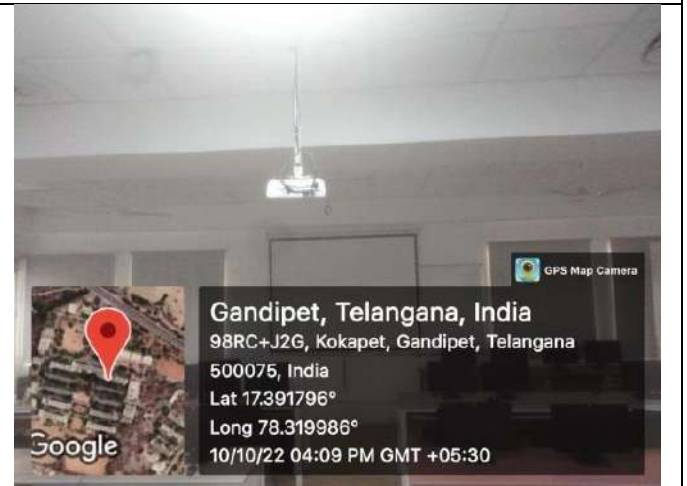 GPS Map Camera
Gandipet, Telangana, India
98RC+J2G, Kokapet, Gandipet, Telangana
500075, India
Lat 17.391796°
Long 78.319986°
10/10/22 04:09 PM GMT +05:30
Google